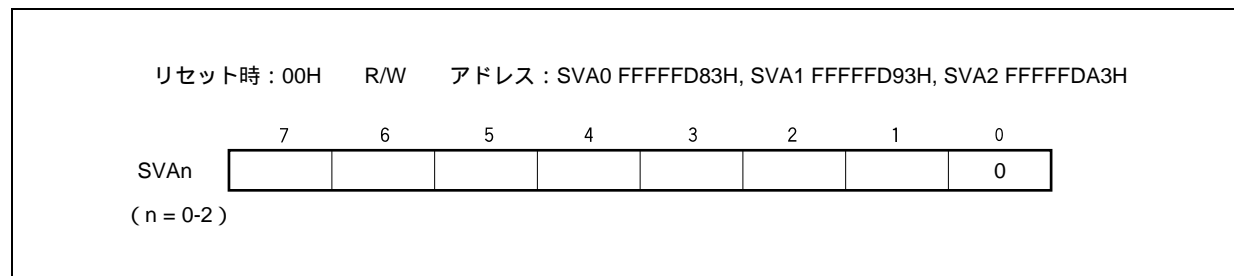 リセット時：00H R/W アドレス：SVA0 FFFFFD83H, SVA1 FFFFFD93H, SVA2 FFFFFDA3H
7 6 5 4 3 2 1 0
SVAn 0
（n = 0-2）